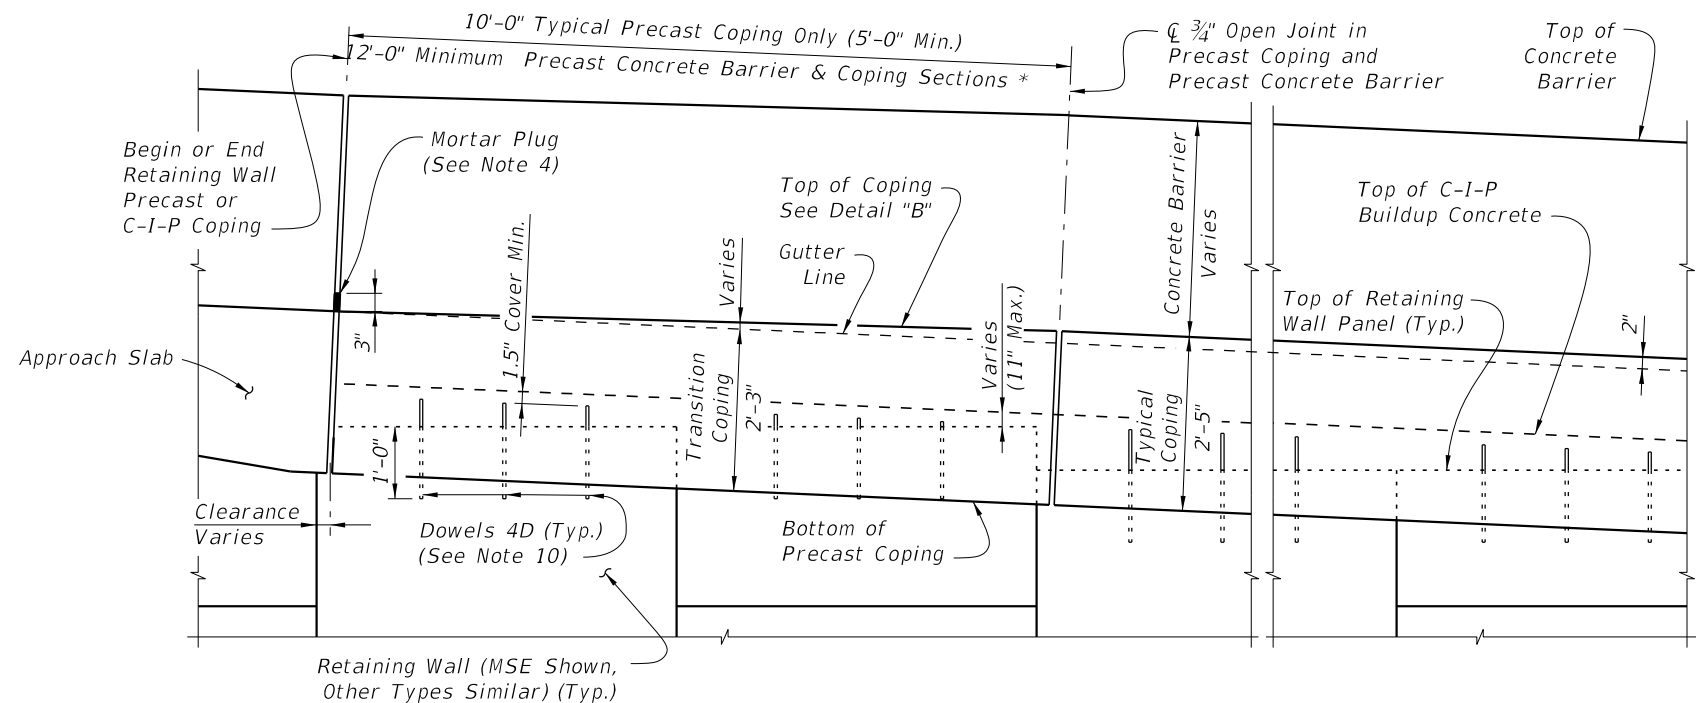 10'-0" Typical Precast Coping Only (5'-0" Min.)
12'-0" Minimum Precast Concrete Barrier & Coping Sections *
℄ ¾" Open Joint in
Precast Coping and
Precast Concrete Barrier
Top of
Concrete
Barrier
Begin or End
Retaining Wall
Precast or
C-I-P Coping
Mortar Plug
(See Note 4)
Top of Coping
See Detail "B"
Gutter
Line
Concrete Barrier
Varies
Top of C-I-P
Buildup Concrete
Top of Retaining
Wall Panel (Typ.)
2"
Approach Slab
3"
1.5" Cover Min.
Varies
Transition
Coping
2'-3"
Varies
(11" Max.)
Typical
Coping
2'-5"
1'-0"
Clearance
Varies
Dowels 4D (Typ.)
(See Note 10)
Bottom of
Precast Coping
Retaining Wall (MSE Shown,
Other Types Similar) (Typ.)